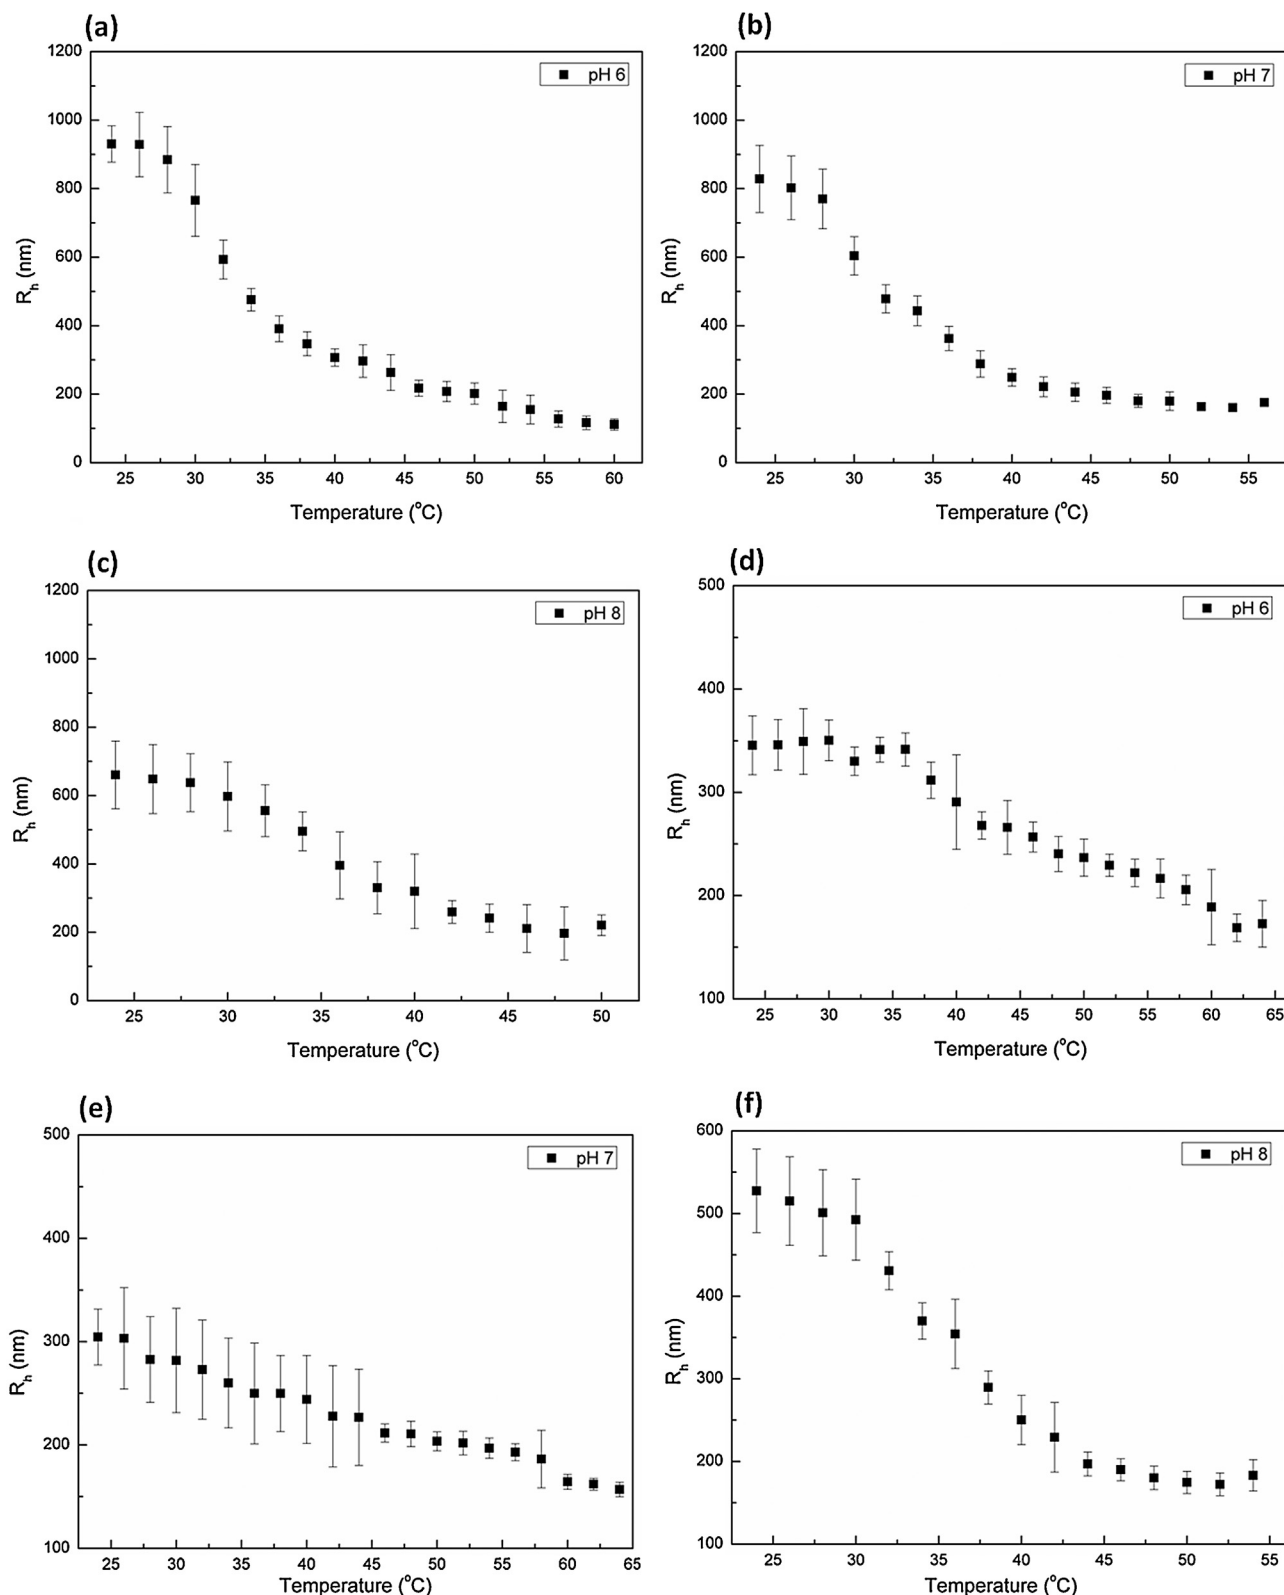 (a)
pH 6
1200
1000
800
600
400
200
0
R_h (nm)
25 30 35 40 45 50 55 60
Temperature (°C)
(b)
pH 7
1200
1000
800
600
400
200
0
R_h (nm)
25 30 35 40 45 50 55
Temperature (°C)
(c)
pH 8
1200
1000
800
600
400
200
0
R_h (nm)
25 30 35 40 45 50
Temperature (°C)
(d)
pH 6
500
400
300
200
100
R_h (nm)
25 30 35 40 45 50 55 60 65
Temperature (°C)
(e)
pH 7
500
400
300
200
100
R_h (nm)
25 30 35 40 45 50 55 60 65
Temperature (°C)
(f)
pH 8
600
500
400
300
200
100
R_h (nm)
25 30 35 40 45 50 55
Temperature (°C)